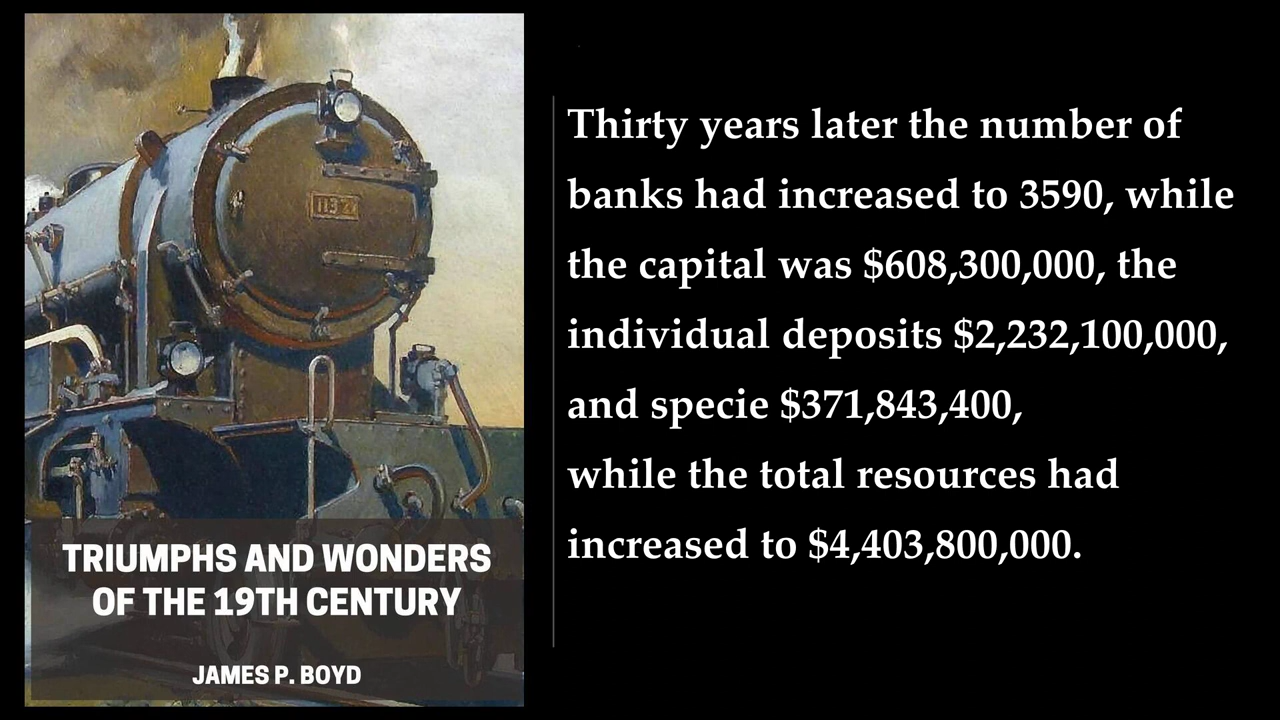 TRIUMPHS AND WONDERS
OF THE 19TH CENTURY
JAMES P. BOYD
Thirty years later the number of
banks had increased to 3590, while
the capital was $608,300,000, the
individual deposits $2,232,100,000,
and specie $371,843,400,
while the total resources had
increased to $4,403,800,000.